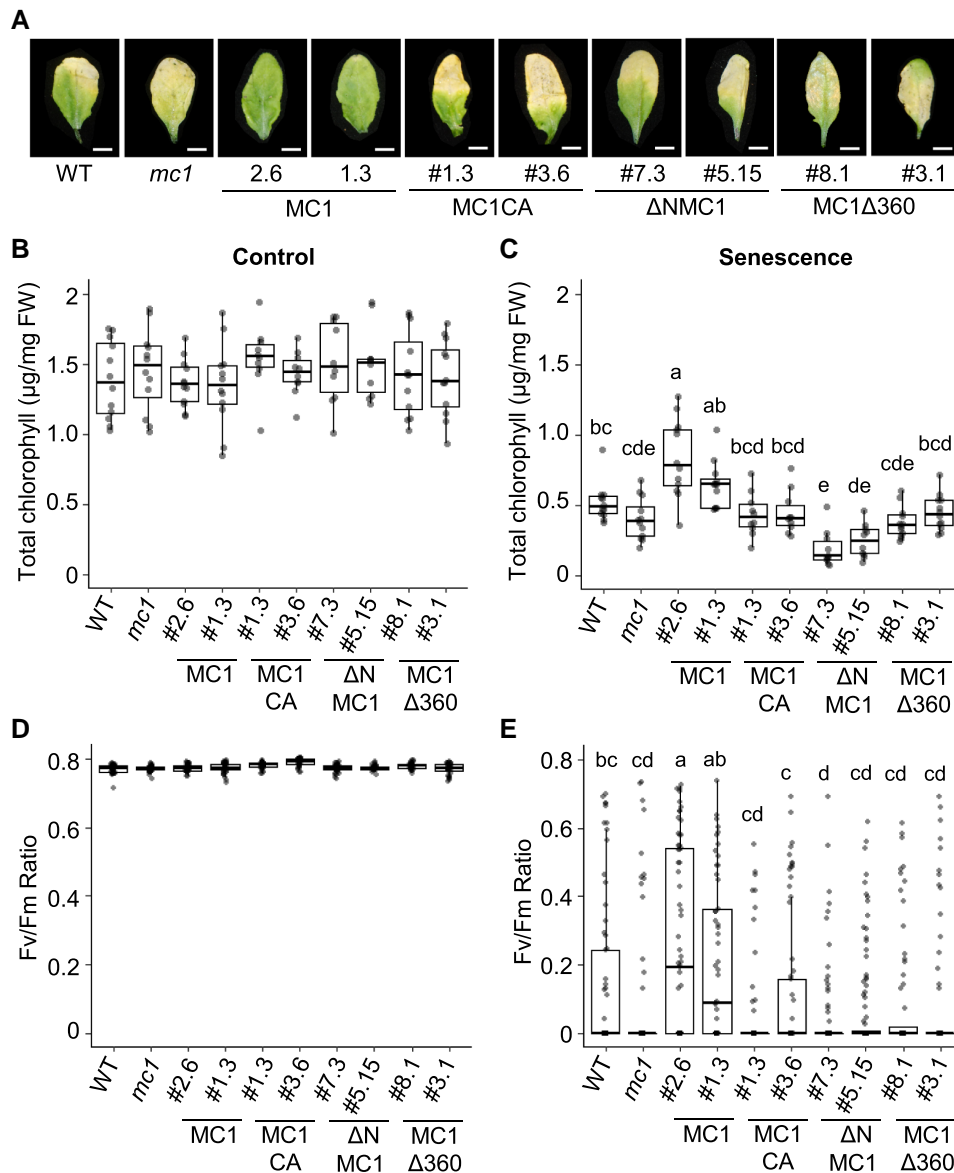 A
WT mc1 2.6 1.3 #1.3 #3.6 #7.3 #5.15 #8.1 #3.1
MC1 MC1CA ΔNMC1 MC1Δ360
B
Control
Total chlorophyll (µg/mg FW)
2
1.5
1.0
0.5
0
WT mc1 #2.6 #1.3 #1.3 #3.6 #7.3 #5.15 #8.1 #3.1
MC1 MC1 ΔN MC1
CA MC1 Δ360
C
Senescence
Total chlorophyll (µg/mg FW)
2
1.5
1.0
0.5
0
bc cde a ab bcd bcd e de cde bcd
WT mc1 #2.6 #1.3 #1.3 #3.6 #7.3 #5.15 #8.1 #3.1
MC1 MC1 ΔN MC1
CA MC1 Δ360
D
Fv/Fm Ratio
0.8
0.6
0.4
0.2
0
WT mc1 #2.6 #1.3 #1.3 #3.6 #7.3 #5.15 #8.1 #3.1
MC1 MC1 ΔN MC1
CA MC1 Δ360
E
Fv/Fm Ratio
0.8
0.6
0.4
0.2
0
bc cd a ab cd c d cd cd cd
WT mc1 #2.6 #1.3 #1.3 #3.6 #7.3 #5.15 #8.1 #3.1
MC1 MC1 ΔN MC1
CA MC1 Δ360